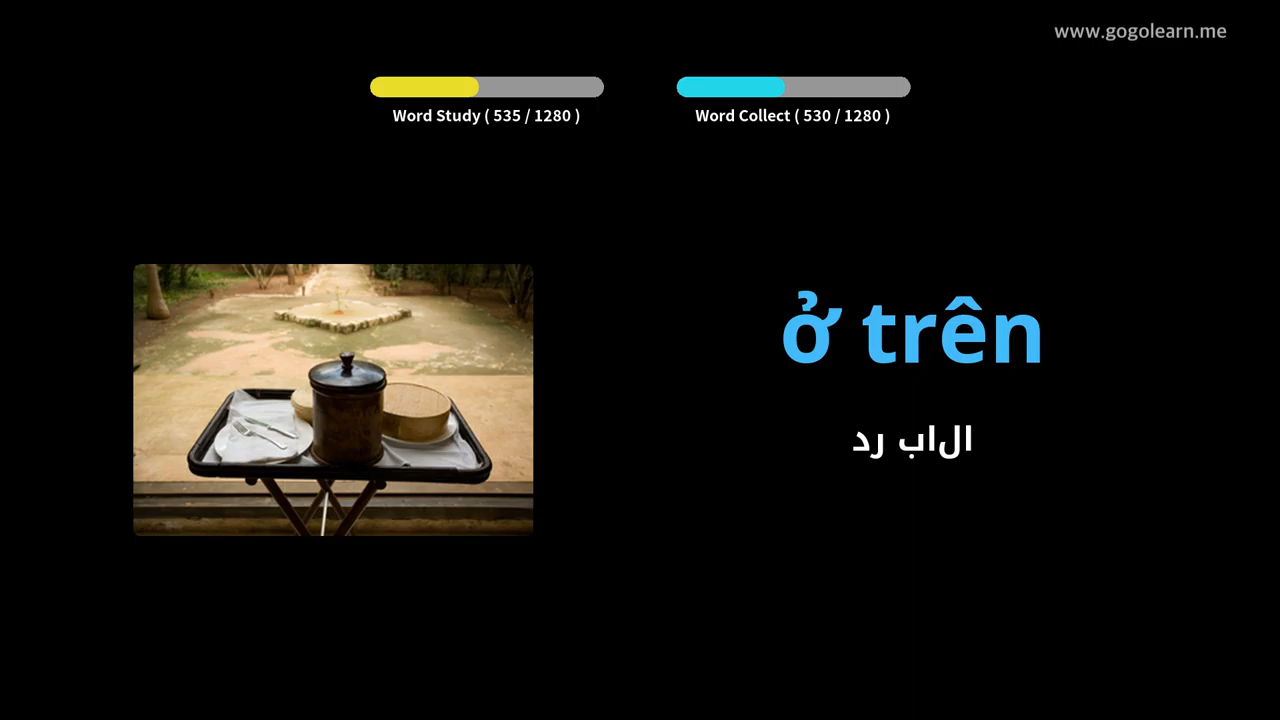 www.gogolearn.me
Word Study ( 535 / 1280 )
Word Collect ( 530 / 1280 )
ở trên
الاب رد